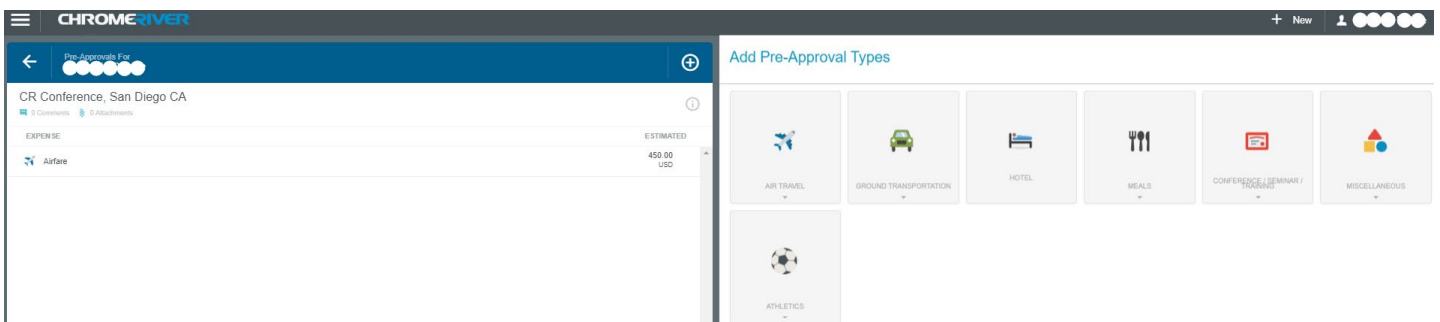 CHROMERIVER
+ New
Pre-Approvals For
Add Pre-Approval Types
CR Conference, San Diego CA
0 Comments 0 Attachments
EXPENSE ESTIMATED
Airfare 450.00
USD
AIR TRAVEL
GROUND TRANSPORTATION
HOTEL
MEALS
CONFERENCE / SEMINAR /
TRAINING
MISCELLANEOUS
ATHLETICS